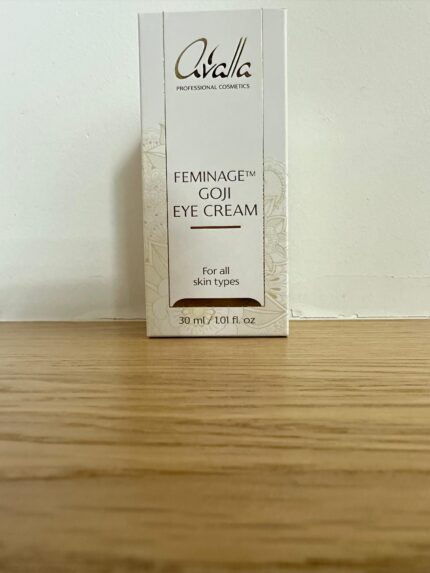 Avalla
PROFESSIONAL COSMETICS
FEMINAGE™
GOJI
EYE CREAM
For all
skin types
30 ml / 1.01 fl. oz